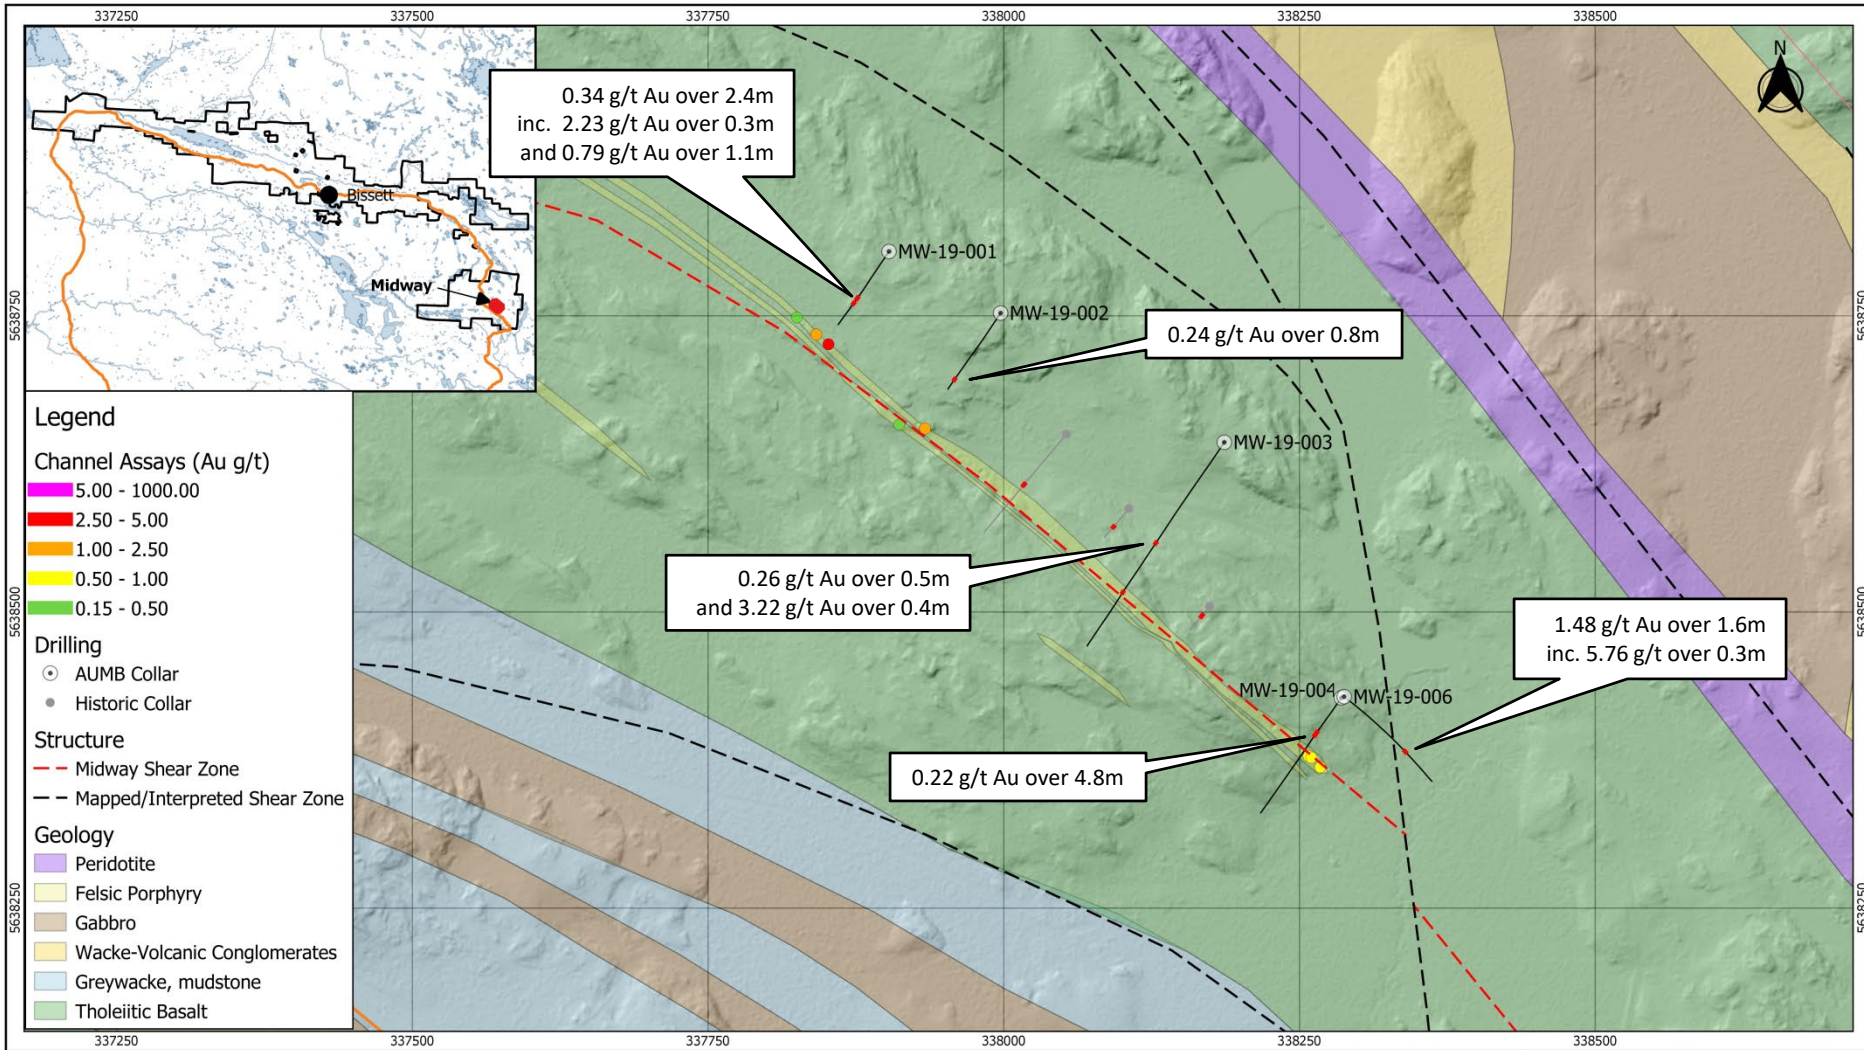 337250 337500 337750 338000 338250 338500
N
0.34 g/t Au over 2.4m
inc. 2.23 g/t Au over 0.3m
and 0.79 g/t Au over 1.1m
Bissett
Midway
MW-19-001
MW-19-002
0.24 g/t Au over 0.8m
MW-19-003
0.26 g/t Au over 0.5m
and 3.22 g/t Au over 0.4m
1.48 g/t Au over 1.6m
inc. 5.76 g/t over 0.3m
MW-19-004
MW-19-006
0.22 g/t Au over 4.8m
5638750
5638500
5638250
5638750
5638500
5638250
Legend
Channel Assays (Au g/t)
5.00 - 1000.00
2.50 - 5.00
1.00 - 2.50
0.50 - 1.00
0.15 - 0.50
Drilling
AUMB Collar
Historic Collar
Structure
Midway Shear Zone
Mapped/Interpreted Shear Zone
Geology
Peridotite
Felsic Porphyry
Gabbro
Wacke-Volcanic Conglomerates
Greywacke, mudstone
Tholeiitic Basalt
337250 337500 337750 338000 338250 338500